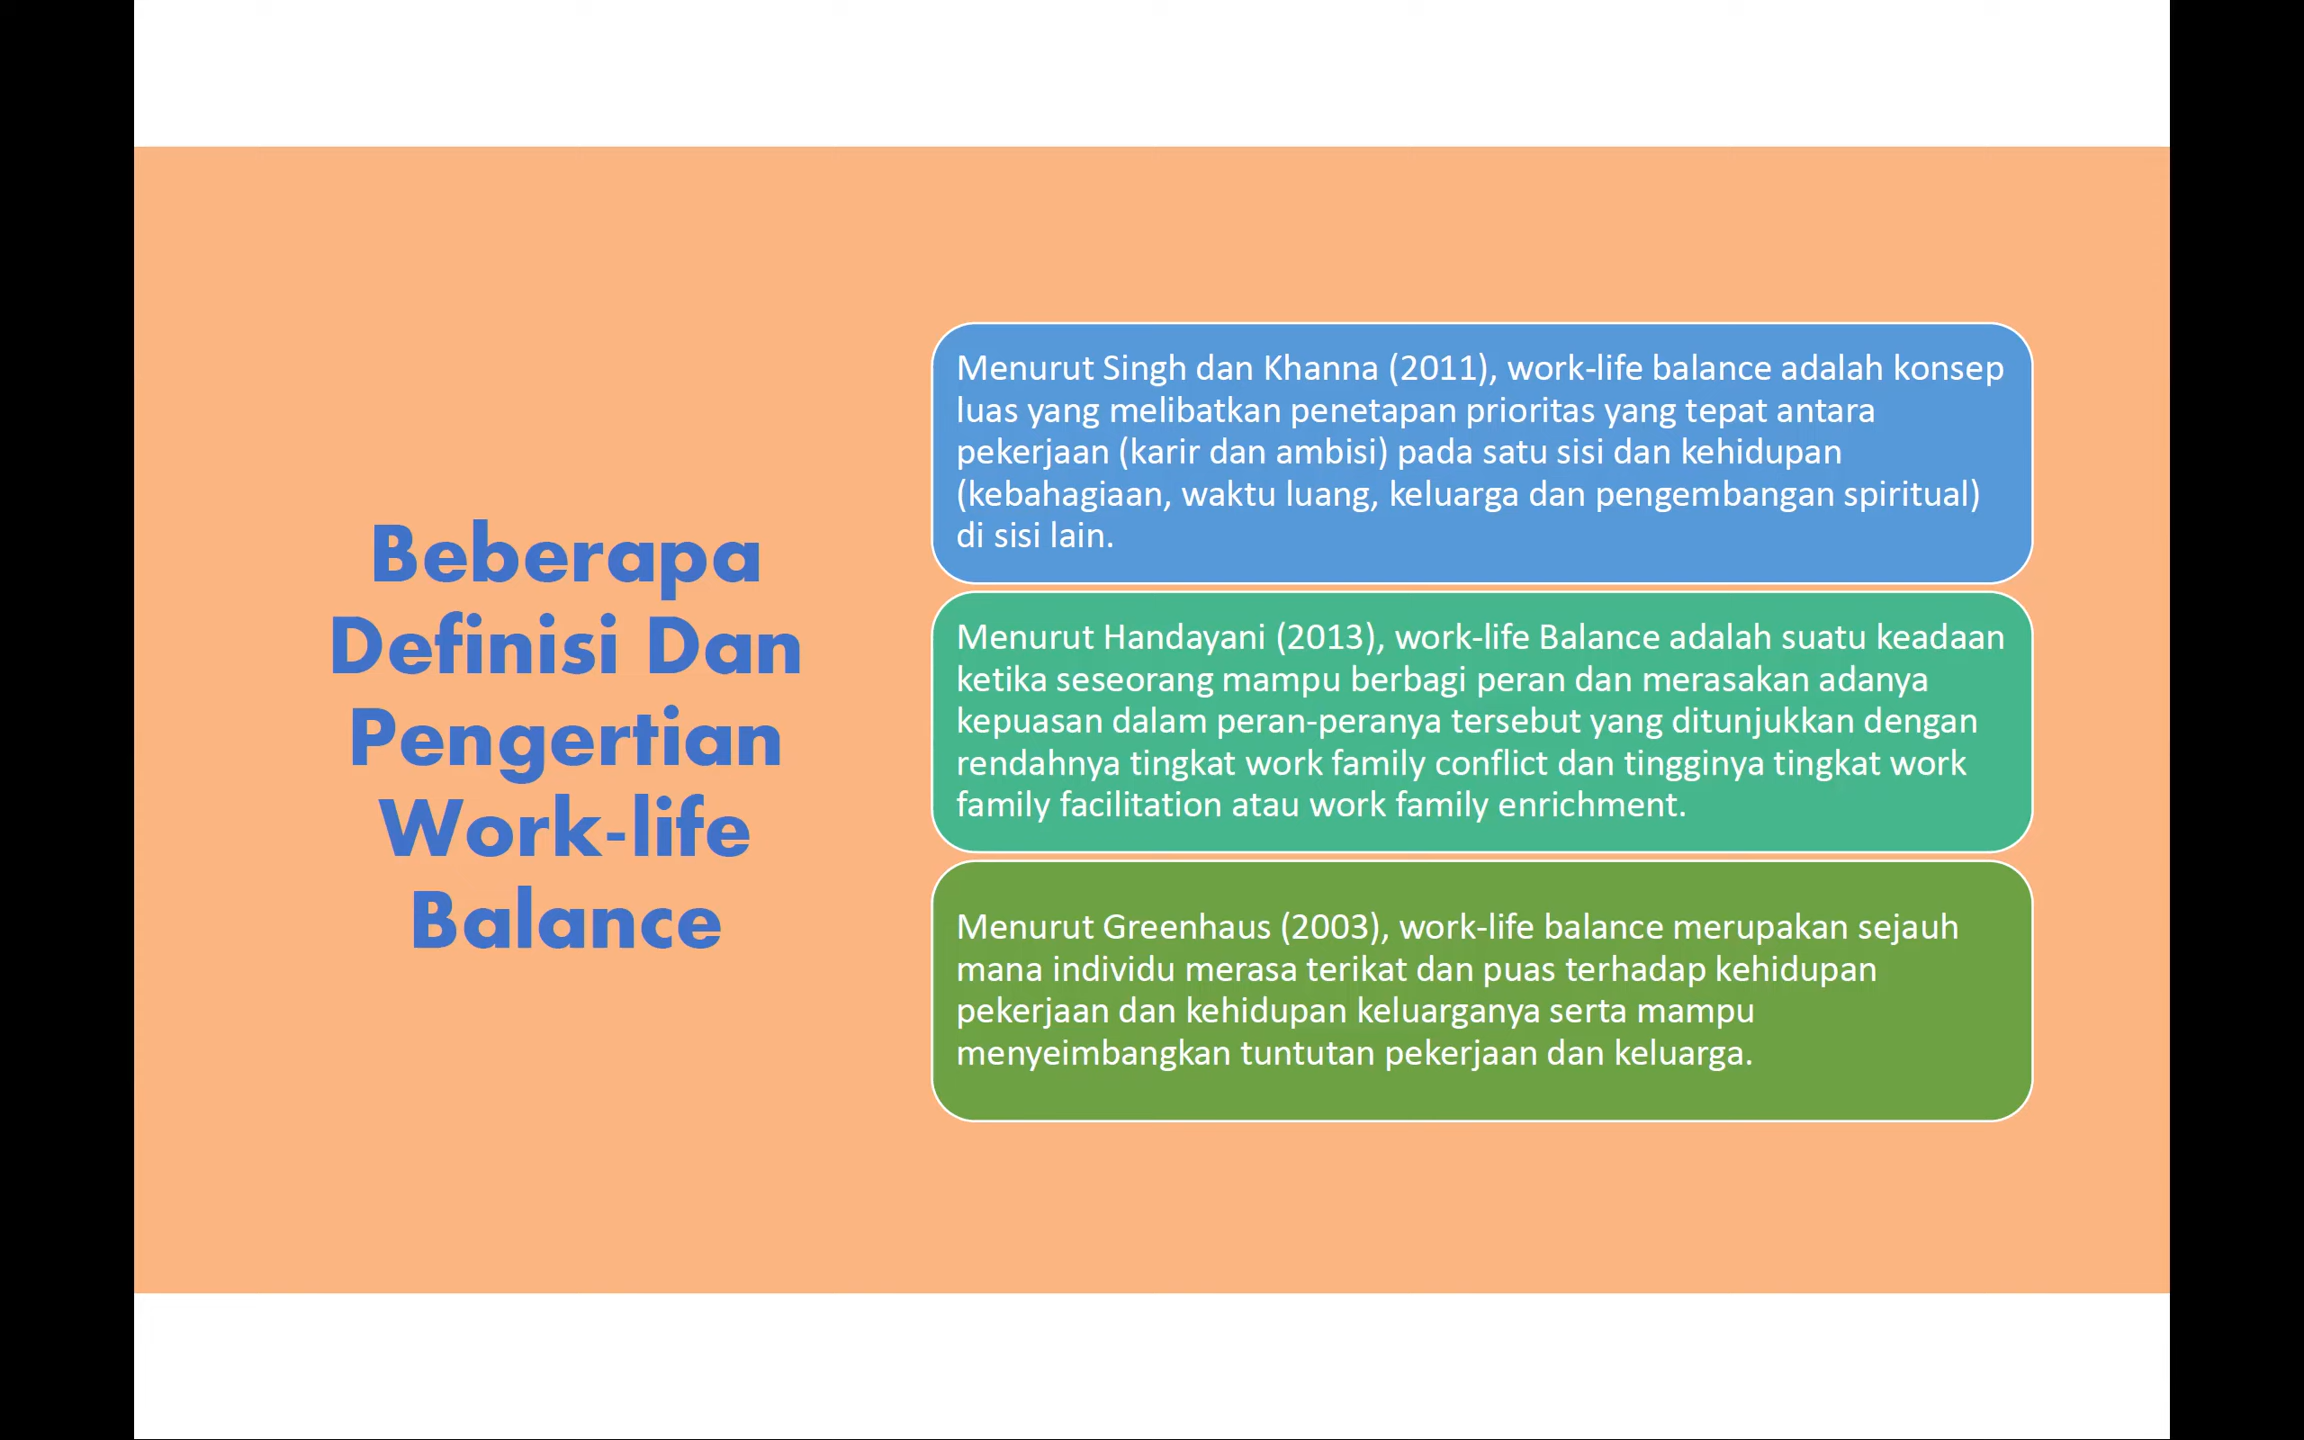 Beberapa
Definisi Dan
Pengertian
Work-life
Balance
Menurut Singh dan Khanna (2011), work-life balance adalah konsep
luas yang melibatkan penetapan prioritas yang tepat antara
pekerjaan (karir dan ambisi) pada satu sisi dan kehidupan
(kebahagiaan, waktu luang, keluarga dan pengembangan spiritual)
di sisi lain.
Menurut Handayani (2013), work-life Balance adalah suatu keadaan
ketika seseorang mampu berbagi peran dan merasakan adanya
kepuasan dalam peran-peranya tersebut yang ditunjukkan dengan
rendahnya tingkat work family conflict dan tingginya tingkat work
family facilitation atau work family enrichment.
Menurut Greenhaus (2003), work-life balance merupakan sejauh
mana individu merasa terikat dan puas terhadap kehidupan
pekerjaan dan kehidupan keluarganya serta mampu
menyeimbangkan tuntutan pekerjaan dan keluarga.